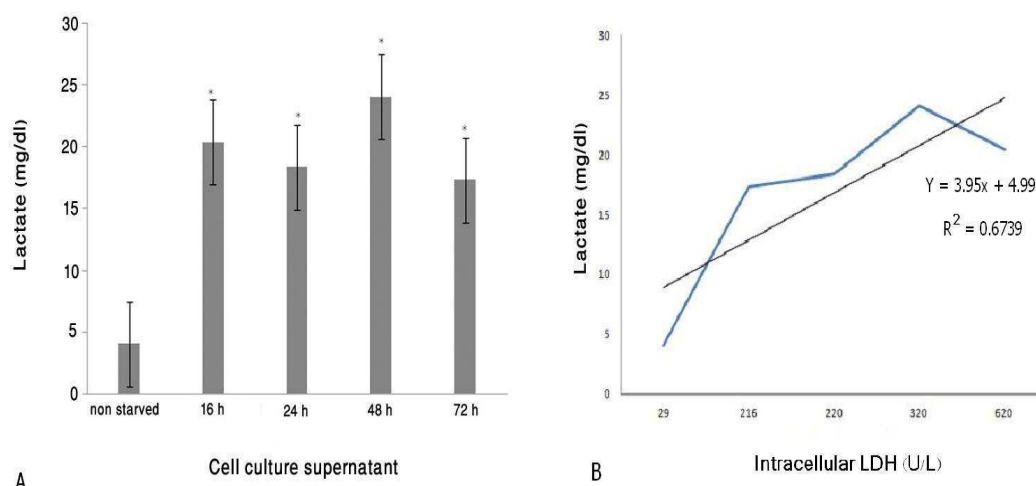 30
25
20
15
10
5
0
Lactate (mg/dl)
*
*
*
*
non starved 16 h 24 h 48 h 72 h
Cell culture supernatant
A
30
25
20
15
10
5
0
Lactate (mg/dl)
Y = 3.95x + 4.99
R² = 0.6739
29 216 220 320 620
Intracellular LDH (U/L)
B